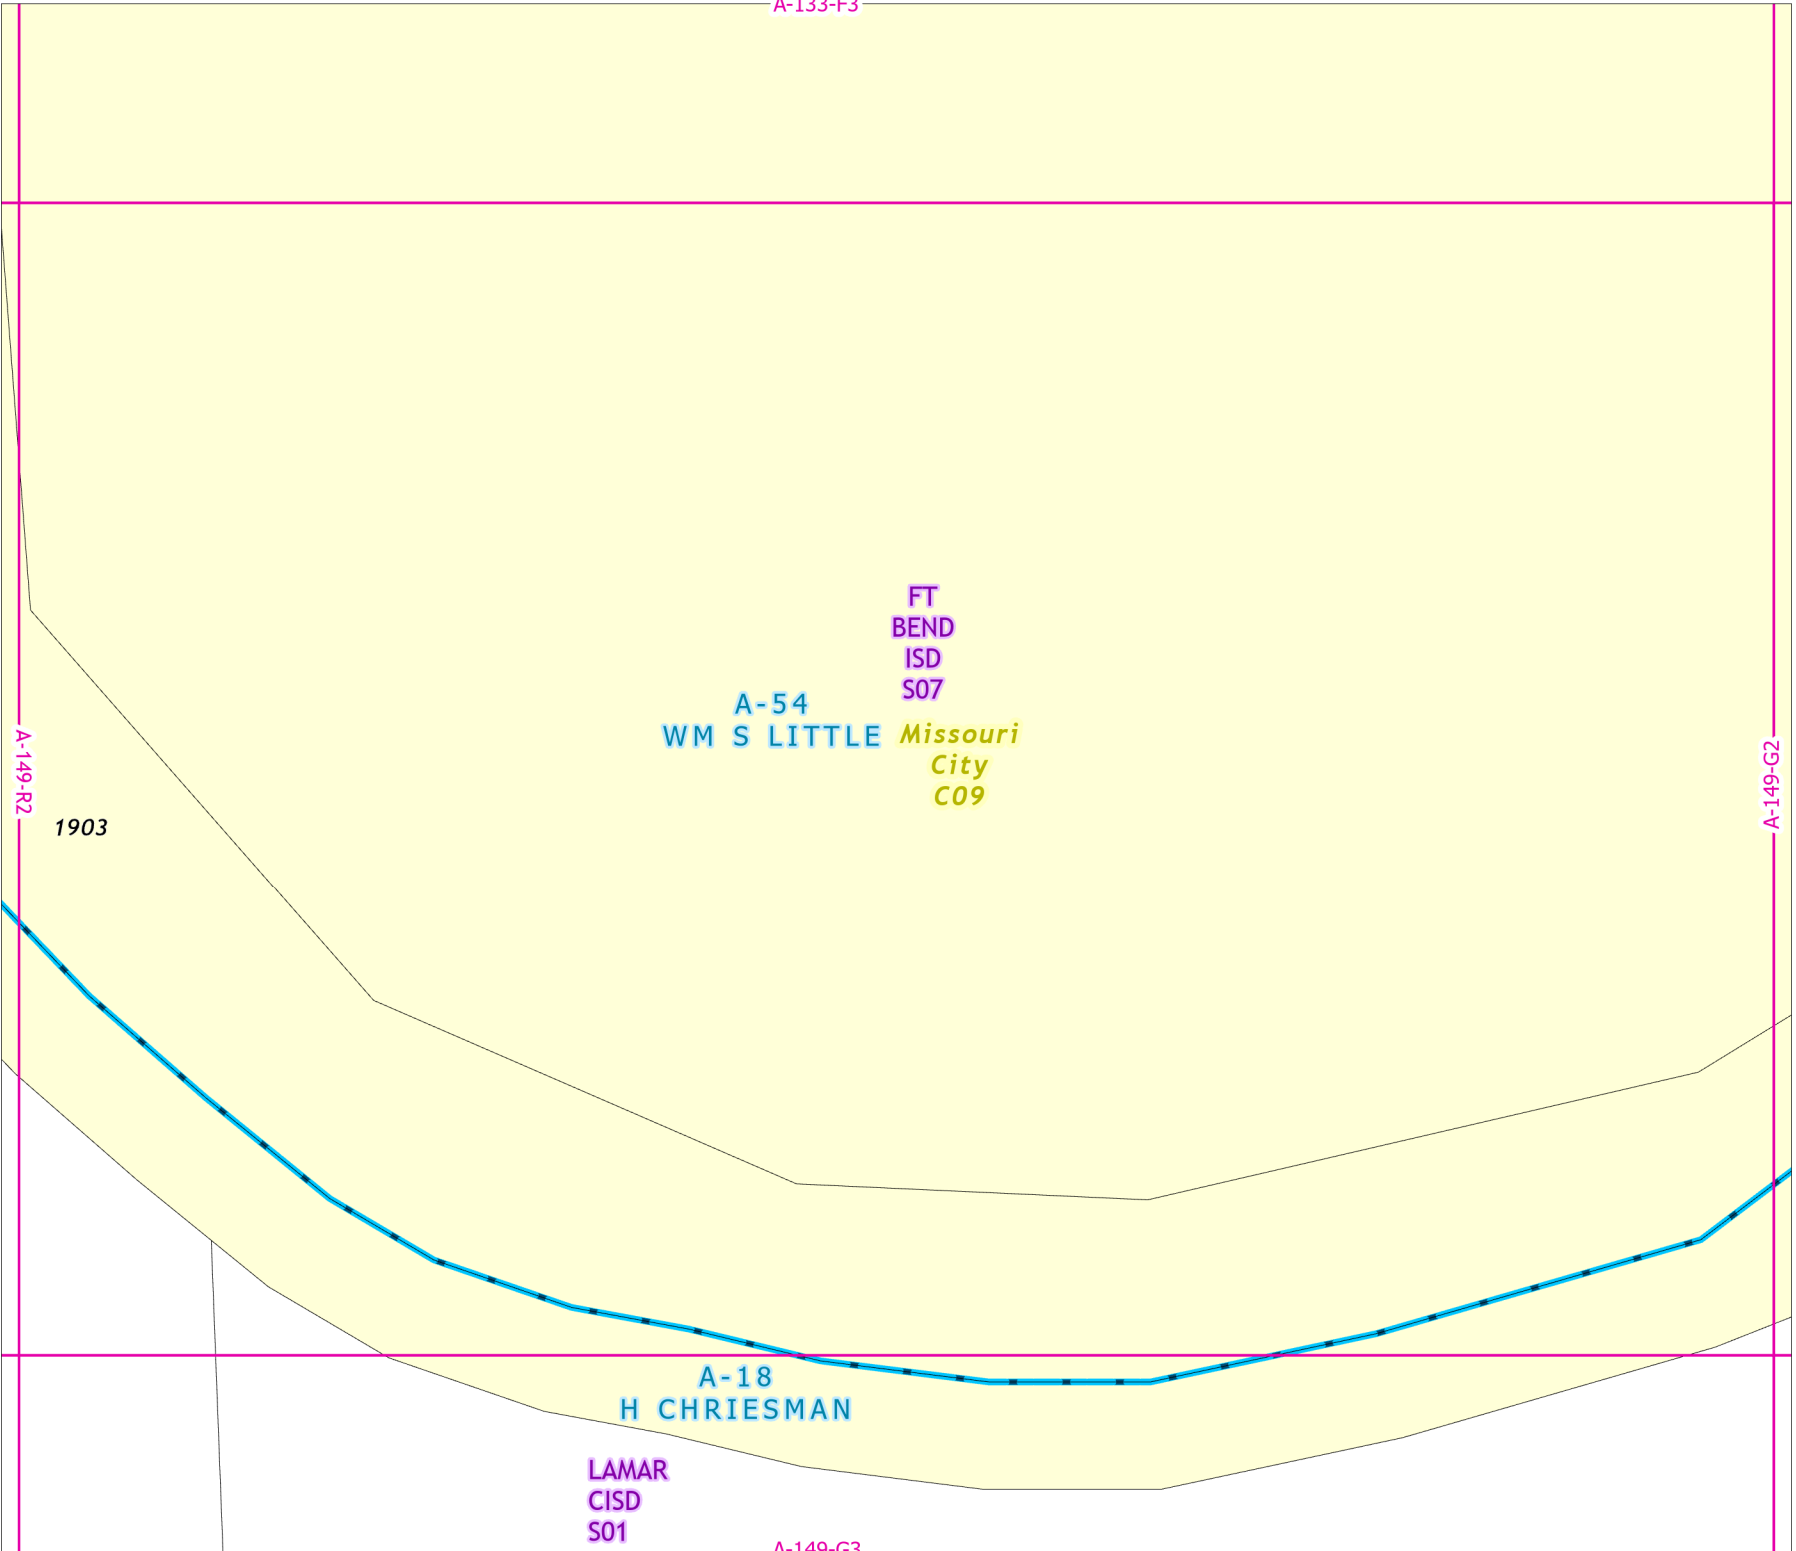 A-133-F3
FT
BEND
ISD
S07
A-54
WM S LITTLE
Missouri
City
C09
A-149-R2
A-149-G2
1903
A-18
H CHRIESMAN
LAMAR
CISD
S01
A-149-G3